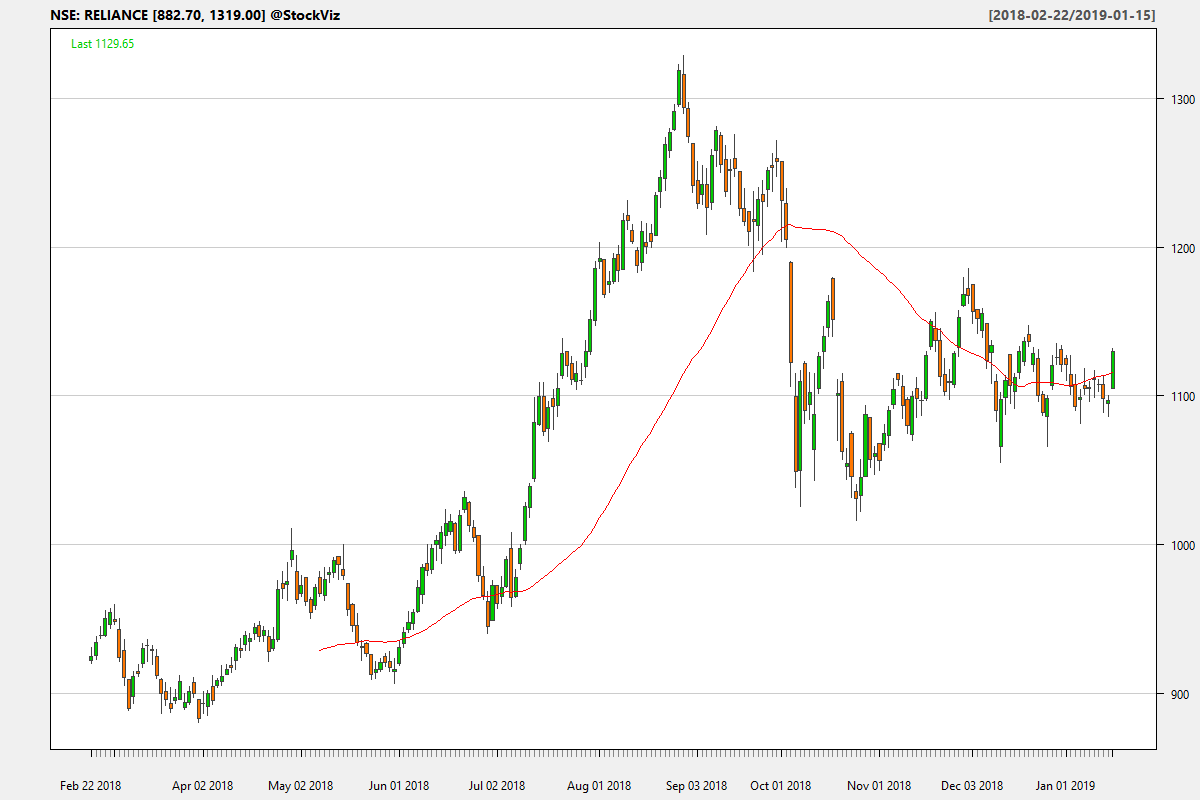 NSE: RELIANCE [882.70, 1319.00] @StockViz
[2018-02-22/2019-01-15]
Last 1129.65
1300
1200
1100
1000
900
Feb 22 2018
Apr 02 2018
May 02 2018
Jun 01 2018
Jul 02 2018
Aug 01 2018
Sep 03 2018
Oct 01 2018
Nov 01 2018
Dec 03 2018
Jan 01 2019